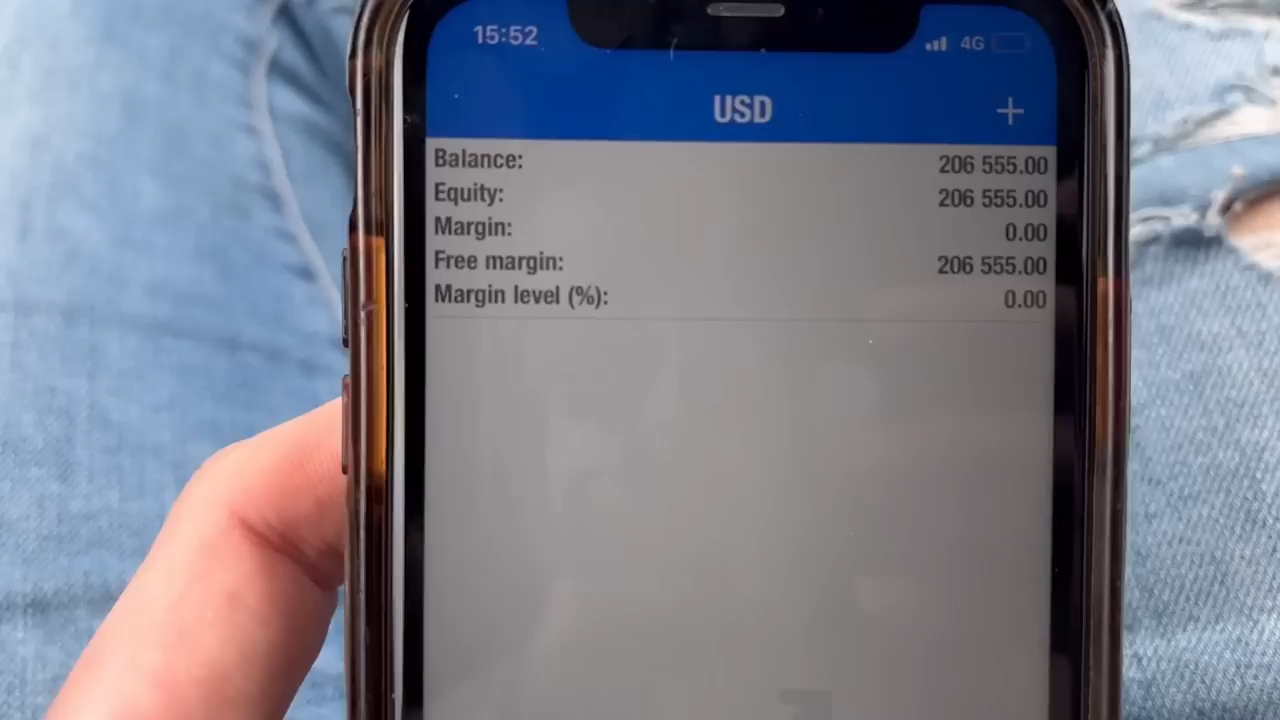 15:52
4G
USD +
Balance: 206 555.00
Equity: 206 555.00
Margin: 0.00
Free margin: 206 555.00
Margin level (%): 0.00